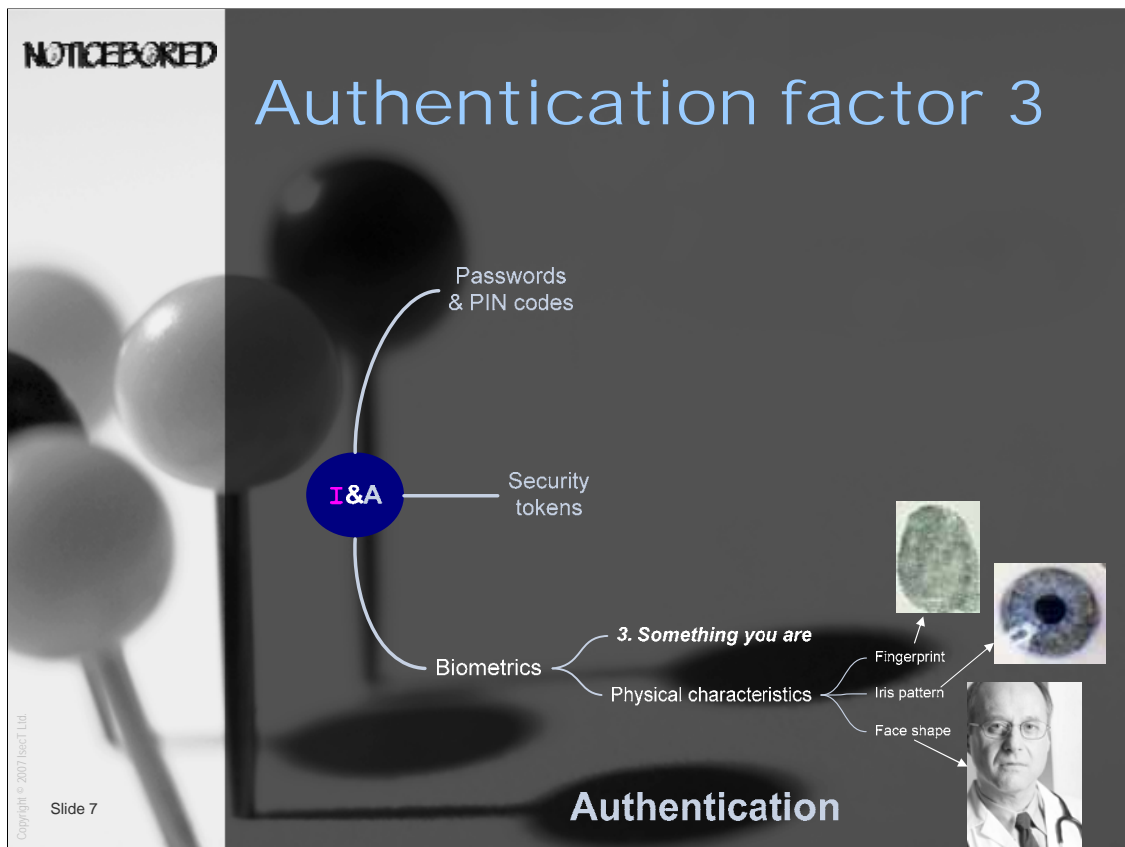 NOTICEBORED
Authentication factor 3
Passwords
& PIN codes
I&A
Security
tokens
Biometrics
3. Something you are
Physical characteristics
Fingerprint
Iris pattern
Face shape
Authentication
Slide 7
Copyright © 2007 IsecT Ltd.